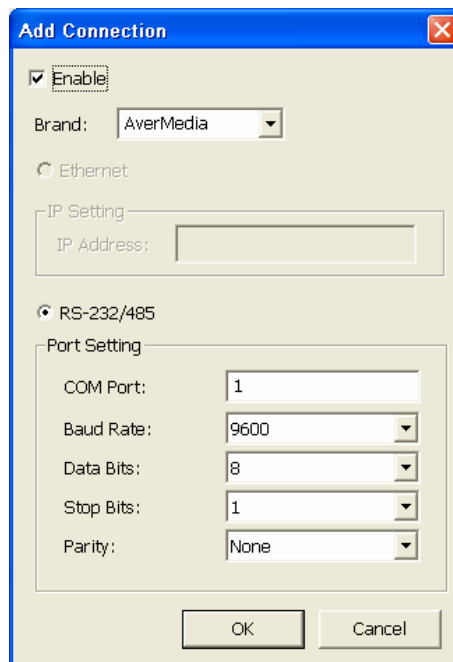 Add Connection
Enable
Brand: AverMedia
Ethernet
IP Setting
IP Address:
RS-232/485
Port Setting
COM Port: 1
Baud Rate: 9600
Data Bits: 8
Stop Bits: 1
Parity: None
OK Cancel